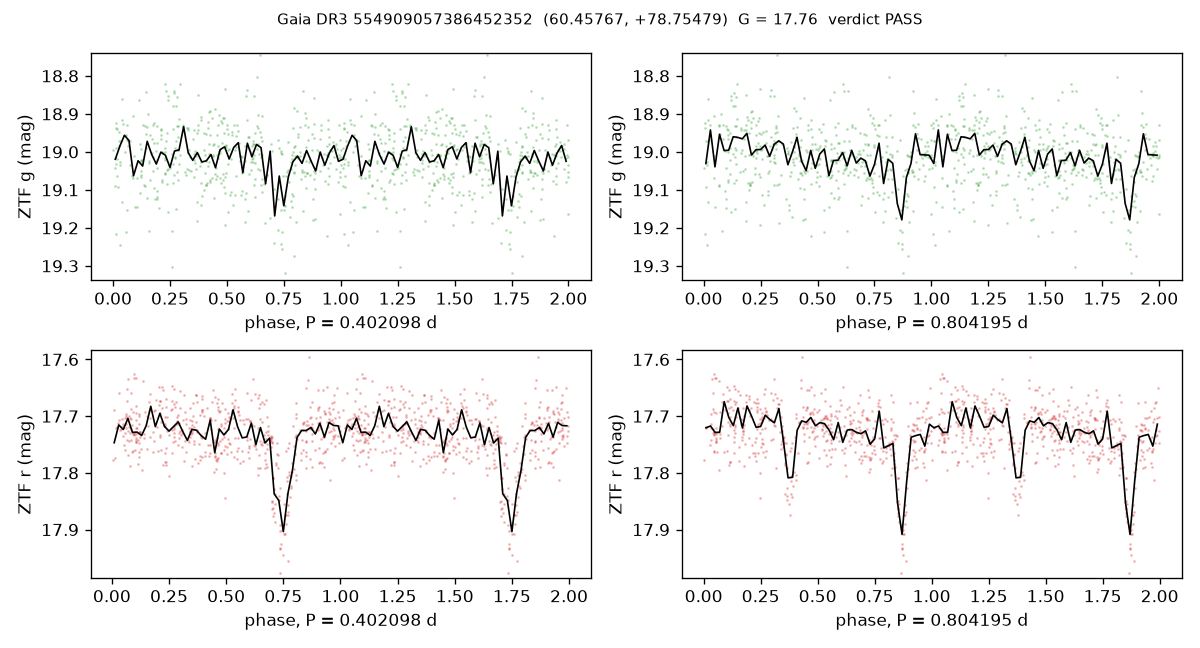 Gaia DR3 554909057386452352 (60.45767, +78.75479) G = 17.76 verdict PASS
ZTF g (mag)
18.8
18.9
19.0
19.1
19.2
19.3
0.00 0.25 0.50 0.75 1.00 1.25 1.50 1.75 2.00
phase, P = 0.402098 d
ZTF g (mag)
18.8
18.9
19.0
19.1
19.2
19.3
0.00 0.25 0.50 0.75 1.00 1.25 1.50 1.75 2.00
phase, P = 0.804195 d
ZTF r (mag)
17.6
17.7
17.8
17.9
0.00 0.25 0.50 0.75 1.00 1.25 1.50 1.75 2.00
phase, P = 0.402098 d
ZTF r (mag)
17.6
17.7
17.8
17.9
0.00 0.25 0.50 0.75 1.00 1.25 1.50 1.75 2.00
phase, P = 0.804195 d